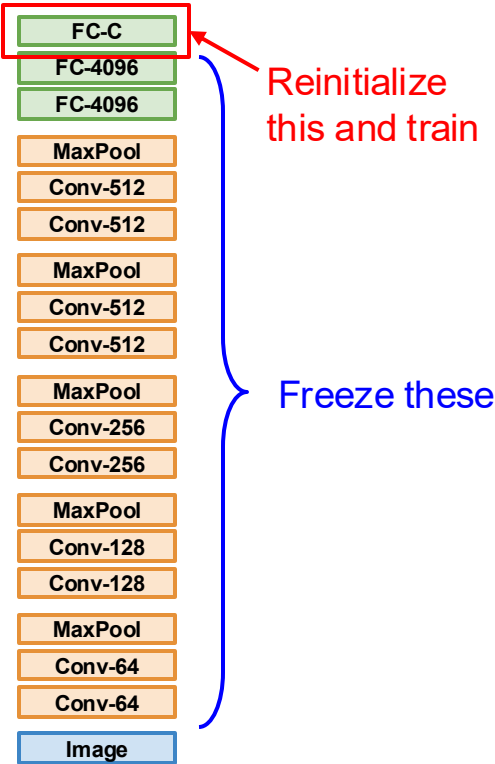 FC-C
FC-4096
FC-4096
MaxPool
Conv-512
Conv-512
MaxPool
Conv-512
Conv-512
MaxPool
Conv-256
Conv-256
MaxPool
Conv-128
Conv-128
MaxPool
Conv-64
Conv-64
Image
Reinitialize
this and train
Freeze these